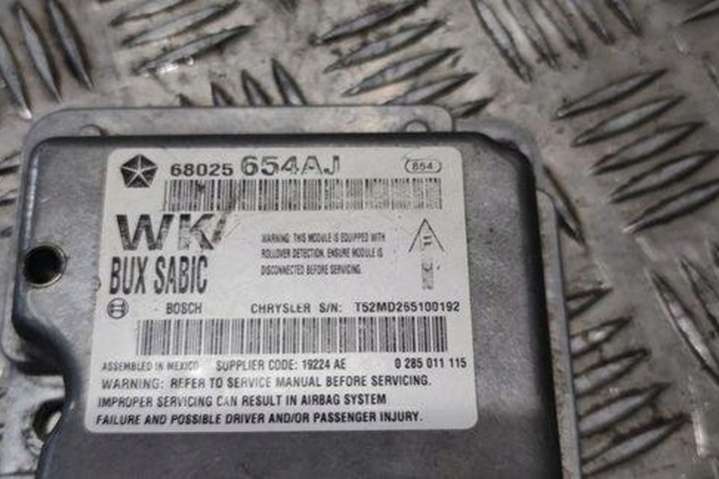 68025 654AJ 854
WK
BUX SABIC
WARNING: THIS MODULE IS EQUIPPED WITH
ROLLOVER DETECTION. ENSURE MODULE IS
DISCONNECTED BEFORE SERVICING.
F
BOSCH CHRYSLER S/N: T52MD265100192
ASSEMBLED IN MEXICO SUPPLIER CODE: 19224 AE 0 285 011 115
WARNING: REFER TO SERVICE MANUAL BEFORE SERVICING.
IMPROPER SERVICING CAN RESULT IN AIRBAG SYSTEM
FAILURE AND POSSIBLE DRIVER AND/OR PASSENGER INJURY.